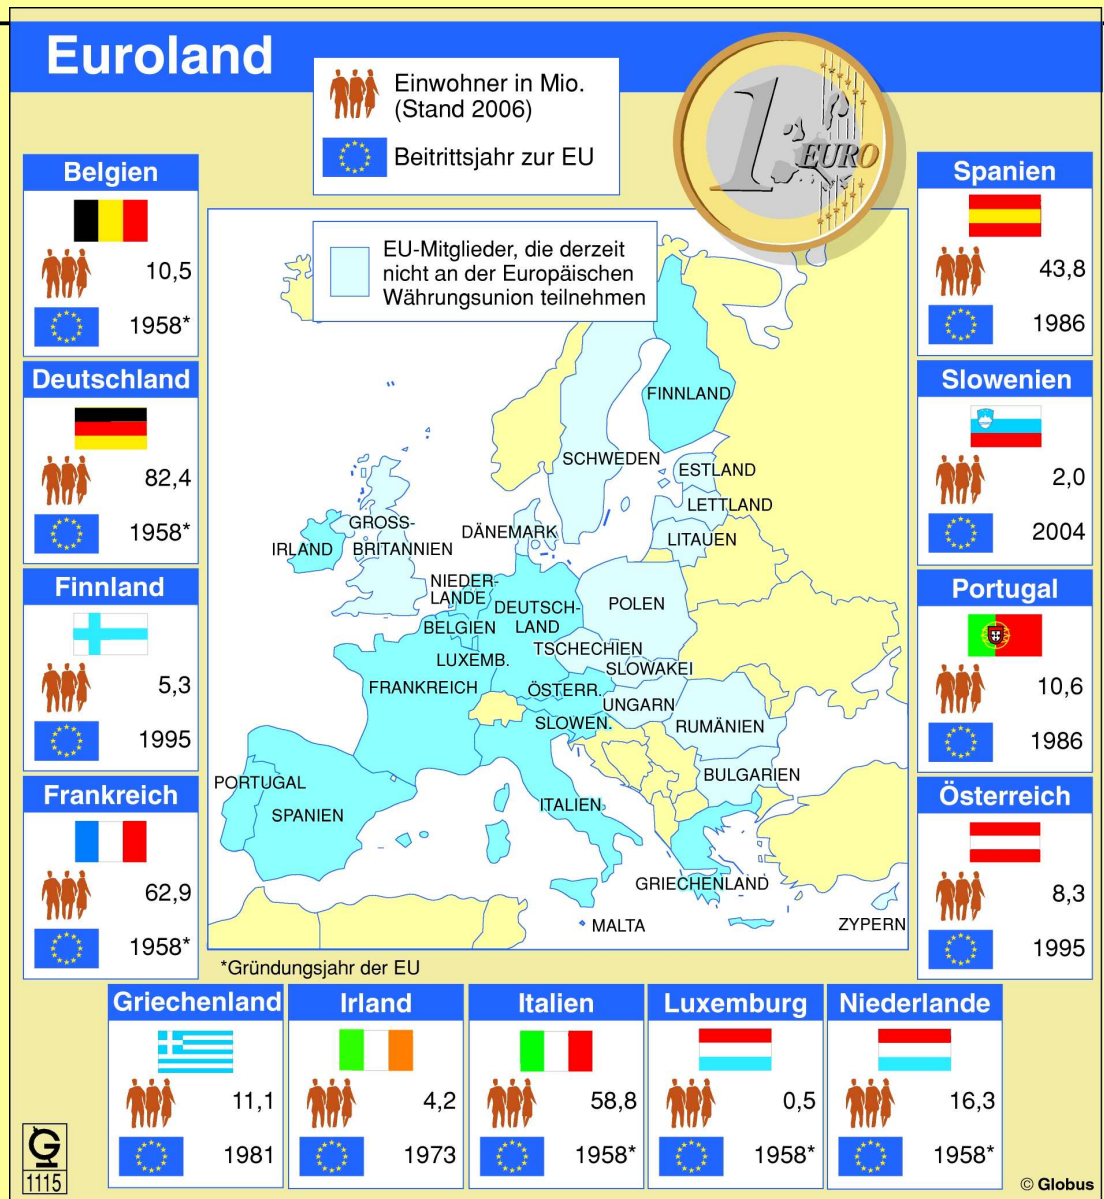 Euroland
Einwohner in Mio.
(Stand 2006)
Beitrittsjahr zur EU
1 EURO
Belgien
10,5
1958*
Deutschland
82,4
1958*
Finnland
5,3
1995
Frankreich
62,9
1958*
EU-Mitglieder, die derzeit
nicht an der Europäischen
Währungsunion teilnehmen
FINNLAND
SCHWEDEN
ESTLAND
LETTLAND
LITAUEN
DÄNEMARK
GROSS-
BRITANNIEN
IRLAND
NIEDER-
LANDE
DEUTSCH-
LAND
POLEN
BELGIEN
TSCHECHIEN
LUXEMB.
SLOWAKEI
FRANKREICH
ÖSTERR.
UNGARN
SLOWEN.
RUMÄNIEN
BULGARIEN
PORTUGAL
SPANIEN
ITALIEN
GRIECHENLAND
MALTA
ZYPERN
*Gründungsjahr der EU
Spanien
43,8
1986
Slowenien
2,0
2004
Portugal
10,6
1986
Österreich
8,3
1995
Griechenland
11,1
1981
Irland
4,2
1973
Italien
58,8
1958*
Luxemburg
0,5
1958*
Niederlande
16,3
1958*
G
1115
© Globus